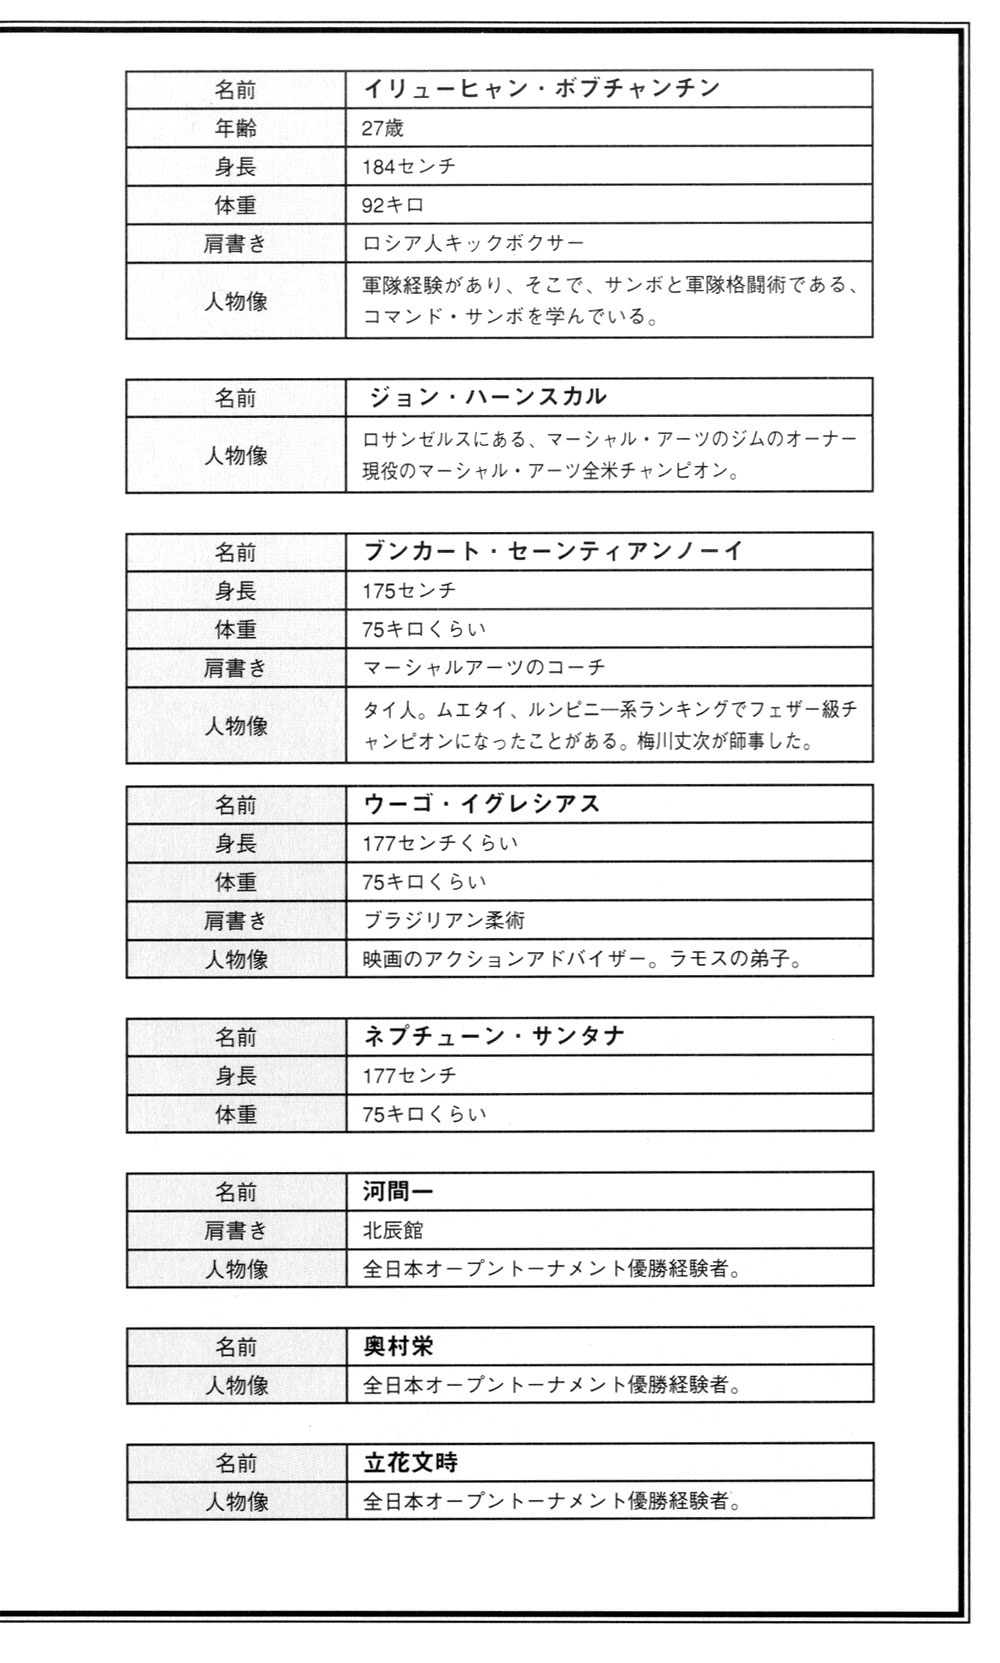 名前 イリューヒャン・ボブチャンチン
年齢 27歳
身長 184センチ
体重 92キロ
肩書き ロシア人キックボクサー
人物像 軍隊経験があり、そこで、サンボと軍隊格闘術である、
コマンド・サンボを学んでいる。
名前 ジョン・ハーンスカル
人物像 ロサンゼルスにある、マーシャル・アーツのジムのオーナー
現役のマーシャル・アーツ全米チャンピオン。
名前 ブンカート・セーンティアンノーイ
身長 175センチ
体重 75キロくらい
肩書き マーシャルアーツのコーチ
人物像 タイ人。ムエタイ、ルンピニ―系ランキングでフェザー級チ
ャンピオンになったことがある。梅川丈次が師事した。
名前 ウーゴ・イグレシアス
身長 177センチくらい
体重 75キロくらい
肩書き ブラジリアン柔術
人物像 映画のアクションアドバイザー。ラモスの弟子。
名前 ネプチューン・サンタナ
身長 177センチ
体重 75キロくらい
名前 河間一
肩書き 北辰館
人物像 全日本オープントーナメント優勝経験者。
名前 奥村栄
人物像 全日本オープントーナメント優勝経験者。
名前 立花文時
人物像 全日本オープントーナメント優勝経験者。